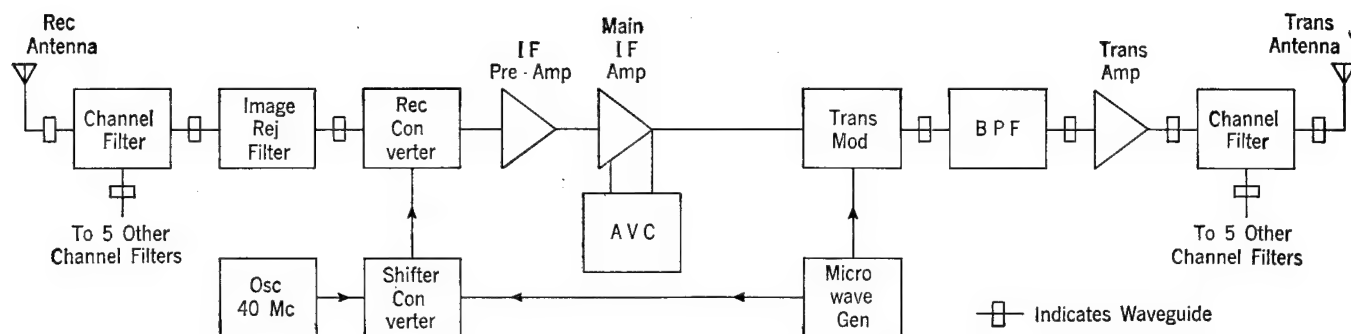 Rec
Antenna
Channel
Filter
To 5 Other
Channel Filters
Image
Rej
Filter
Rec
Con
verter
IF
Pre-Amp
Main
IF
Amp
AVC
Trans
Mod
BPF
Trans
Amp
Channel
Filter
Trans
Antenna
To 5 Other
Channel Filters
Osc
40 Mc
Shifter
Con
verter
Micro
wave
Gen
Indicates Waveguide